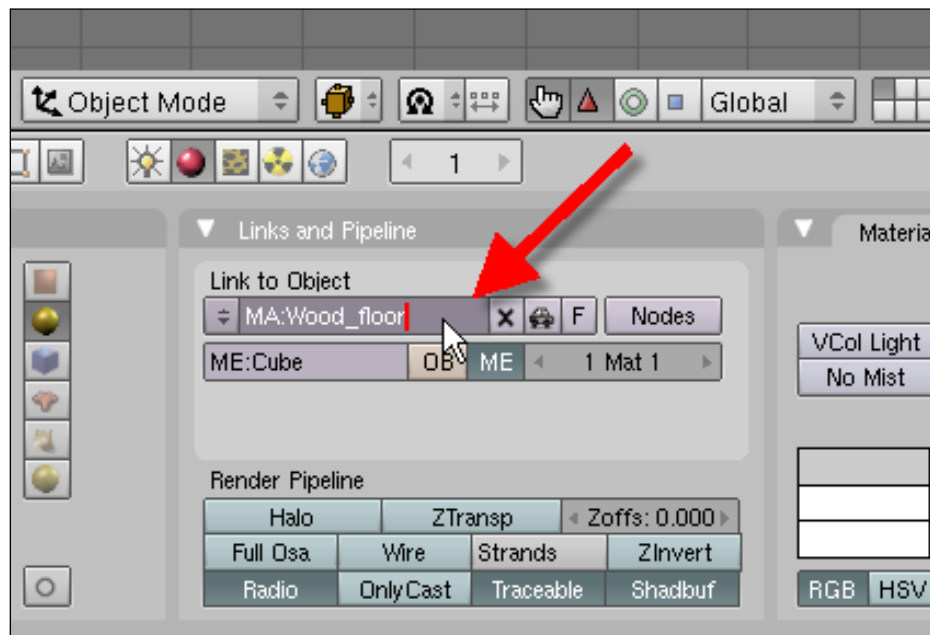 Object Mode Global
1
Links and Pipeline Materia
Link to Object
MA:Wood_floor F Nodes
ME:Cube OB ME 1 Mat 1
VCol Light
No Mist
Render Pipeline
Halo ZTransp Zoffs: 0.000
Full Osa Wire Strands ZInvert
Radio OnlyCast Traceable Shadbuf
RGB HSV